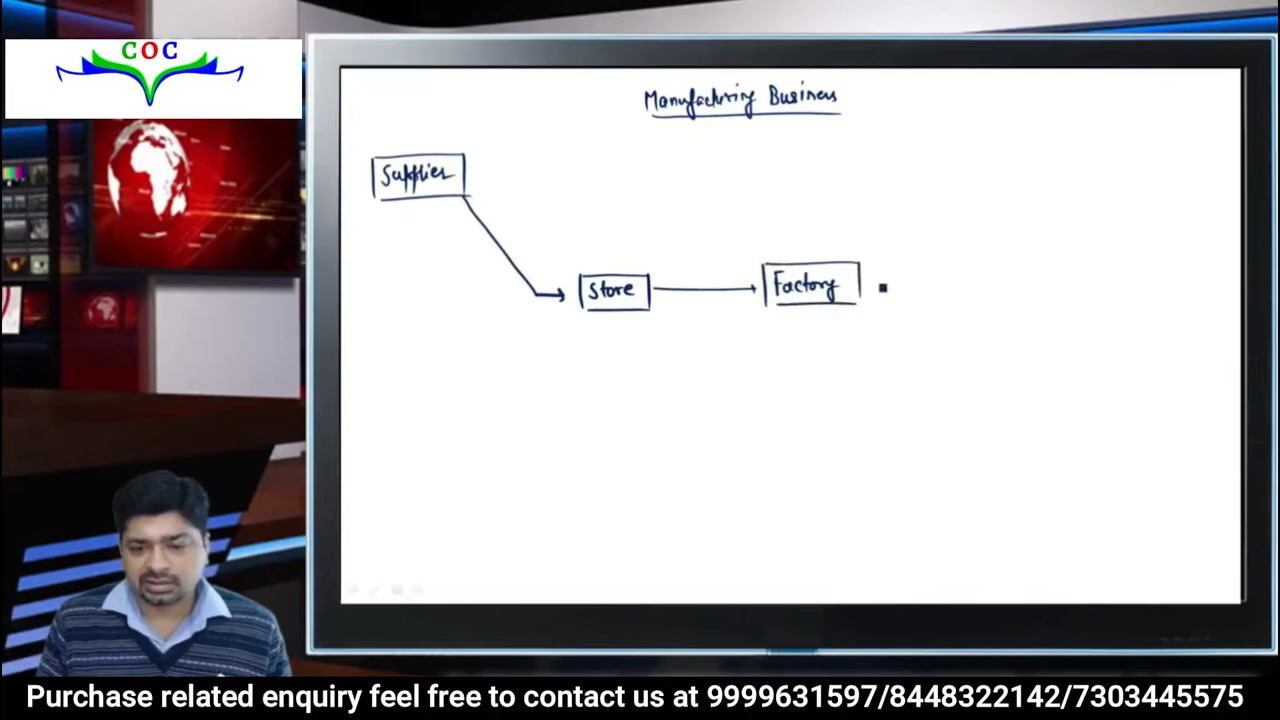 COC
Manufacturing Business
Supplier
Store
Factory
Purchase related enquiry feel free to contact us at 9999631597/8448322142/7303445575